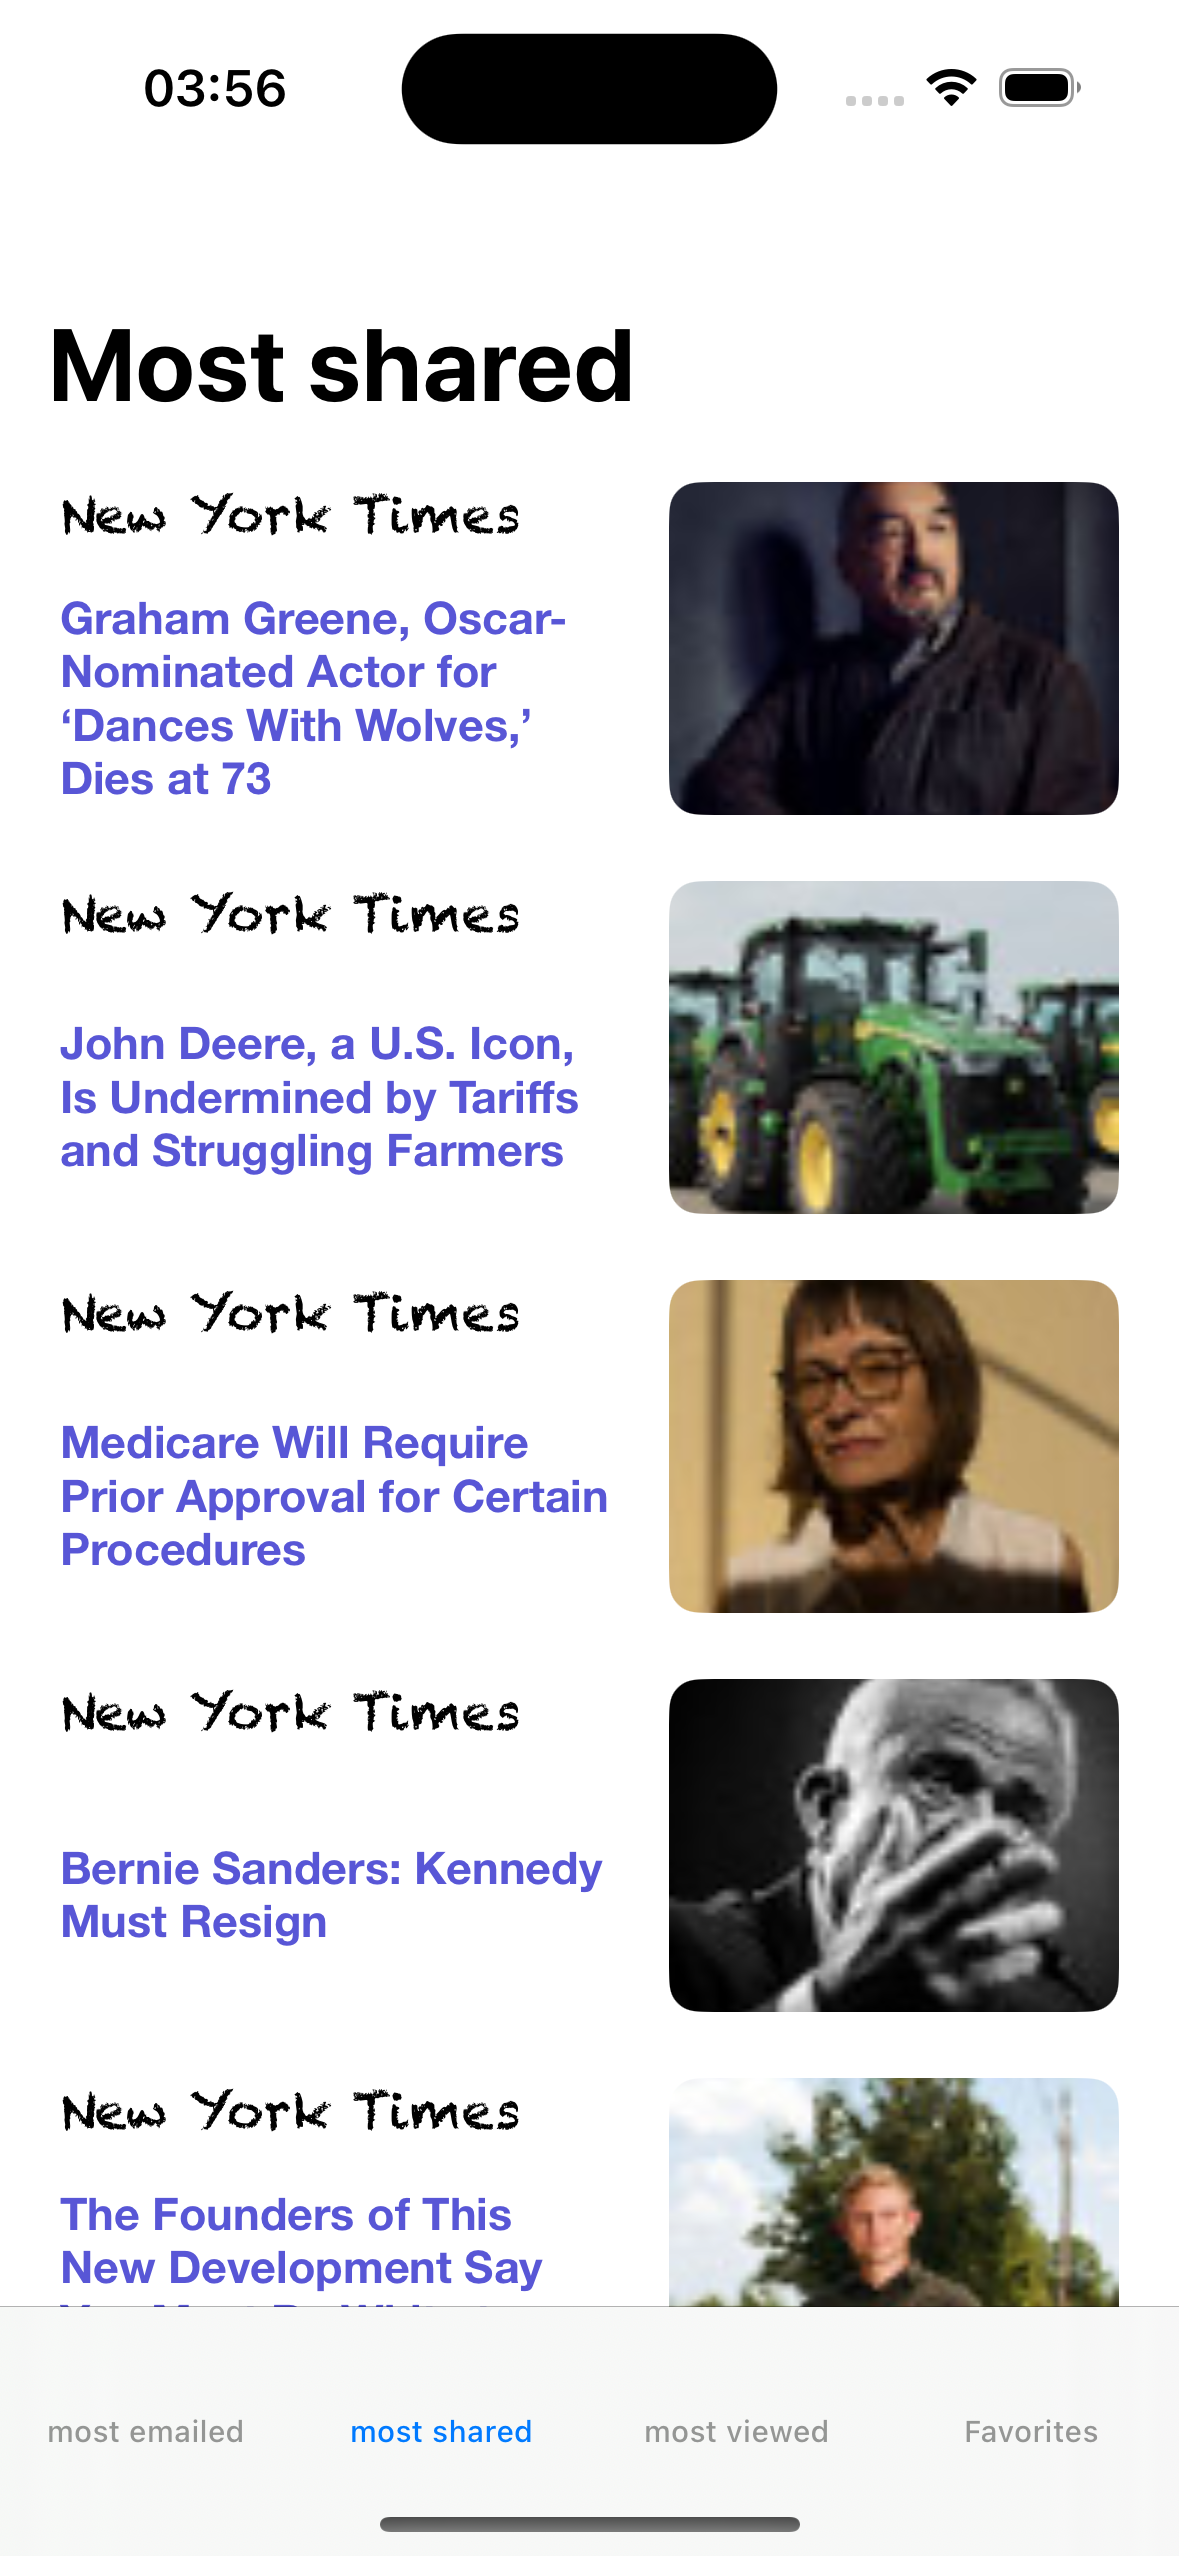 03:56
Most shared
New York Times
Graham Greene, Oscar-
Nominated Actor for
‘Dances With Wolves,’
Dies at 73
New York Times
John Deere, a U.S. Icon,
Is Undermined by Tariffs
and Struggling Farmers
New York Times
Medicare Will Require
Prior Approval for Certain
Procedures
New York Times
Bernie Sanders: Kennedy
Must Resign
New York Times
The Founders of This
New Development Say
most emailed
most shared
most viewed
Favorites